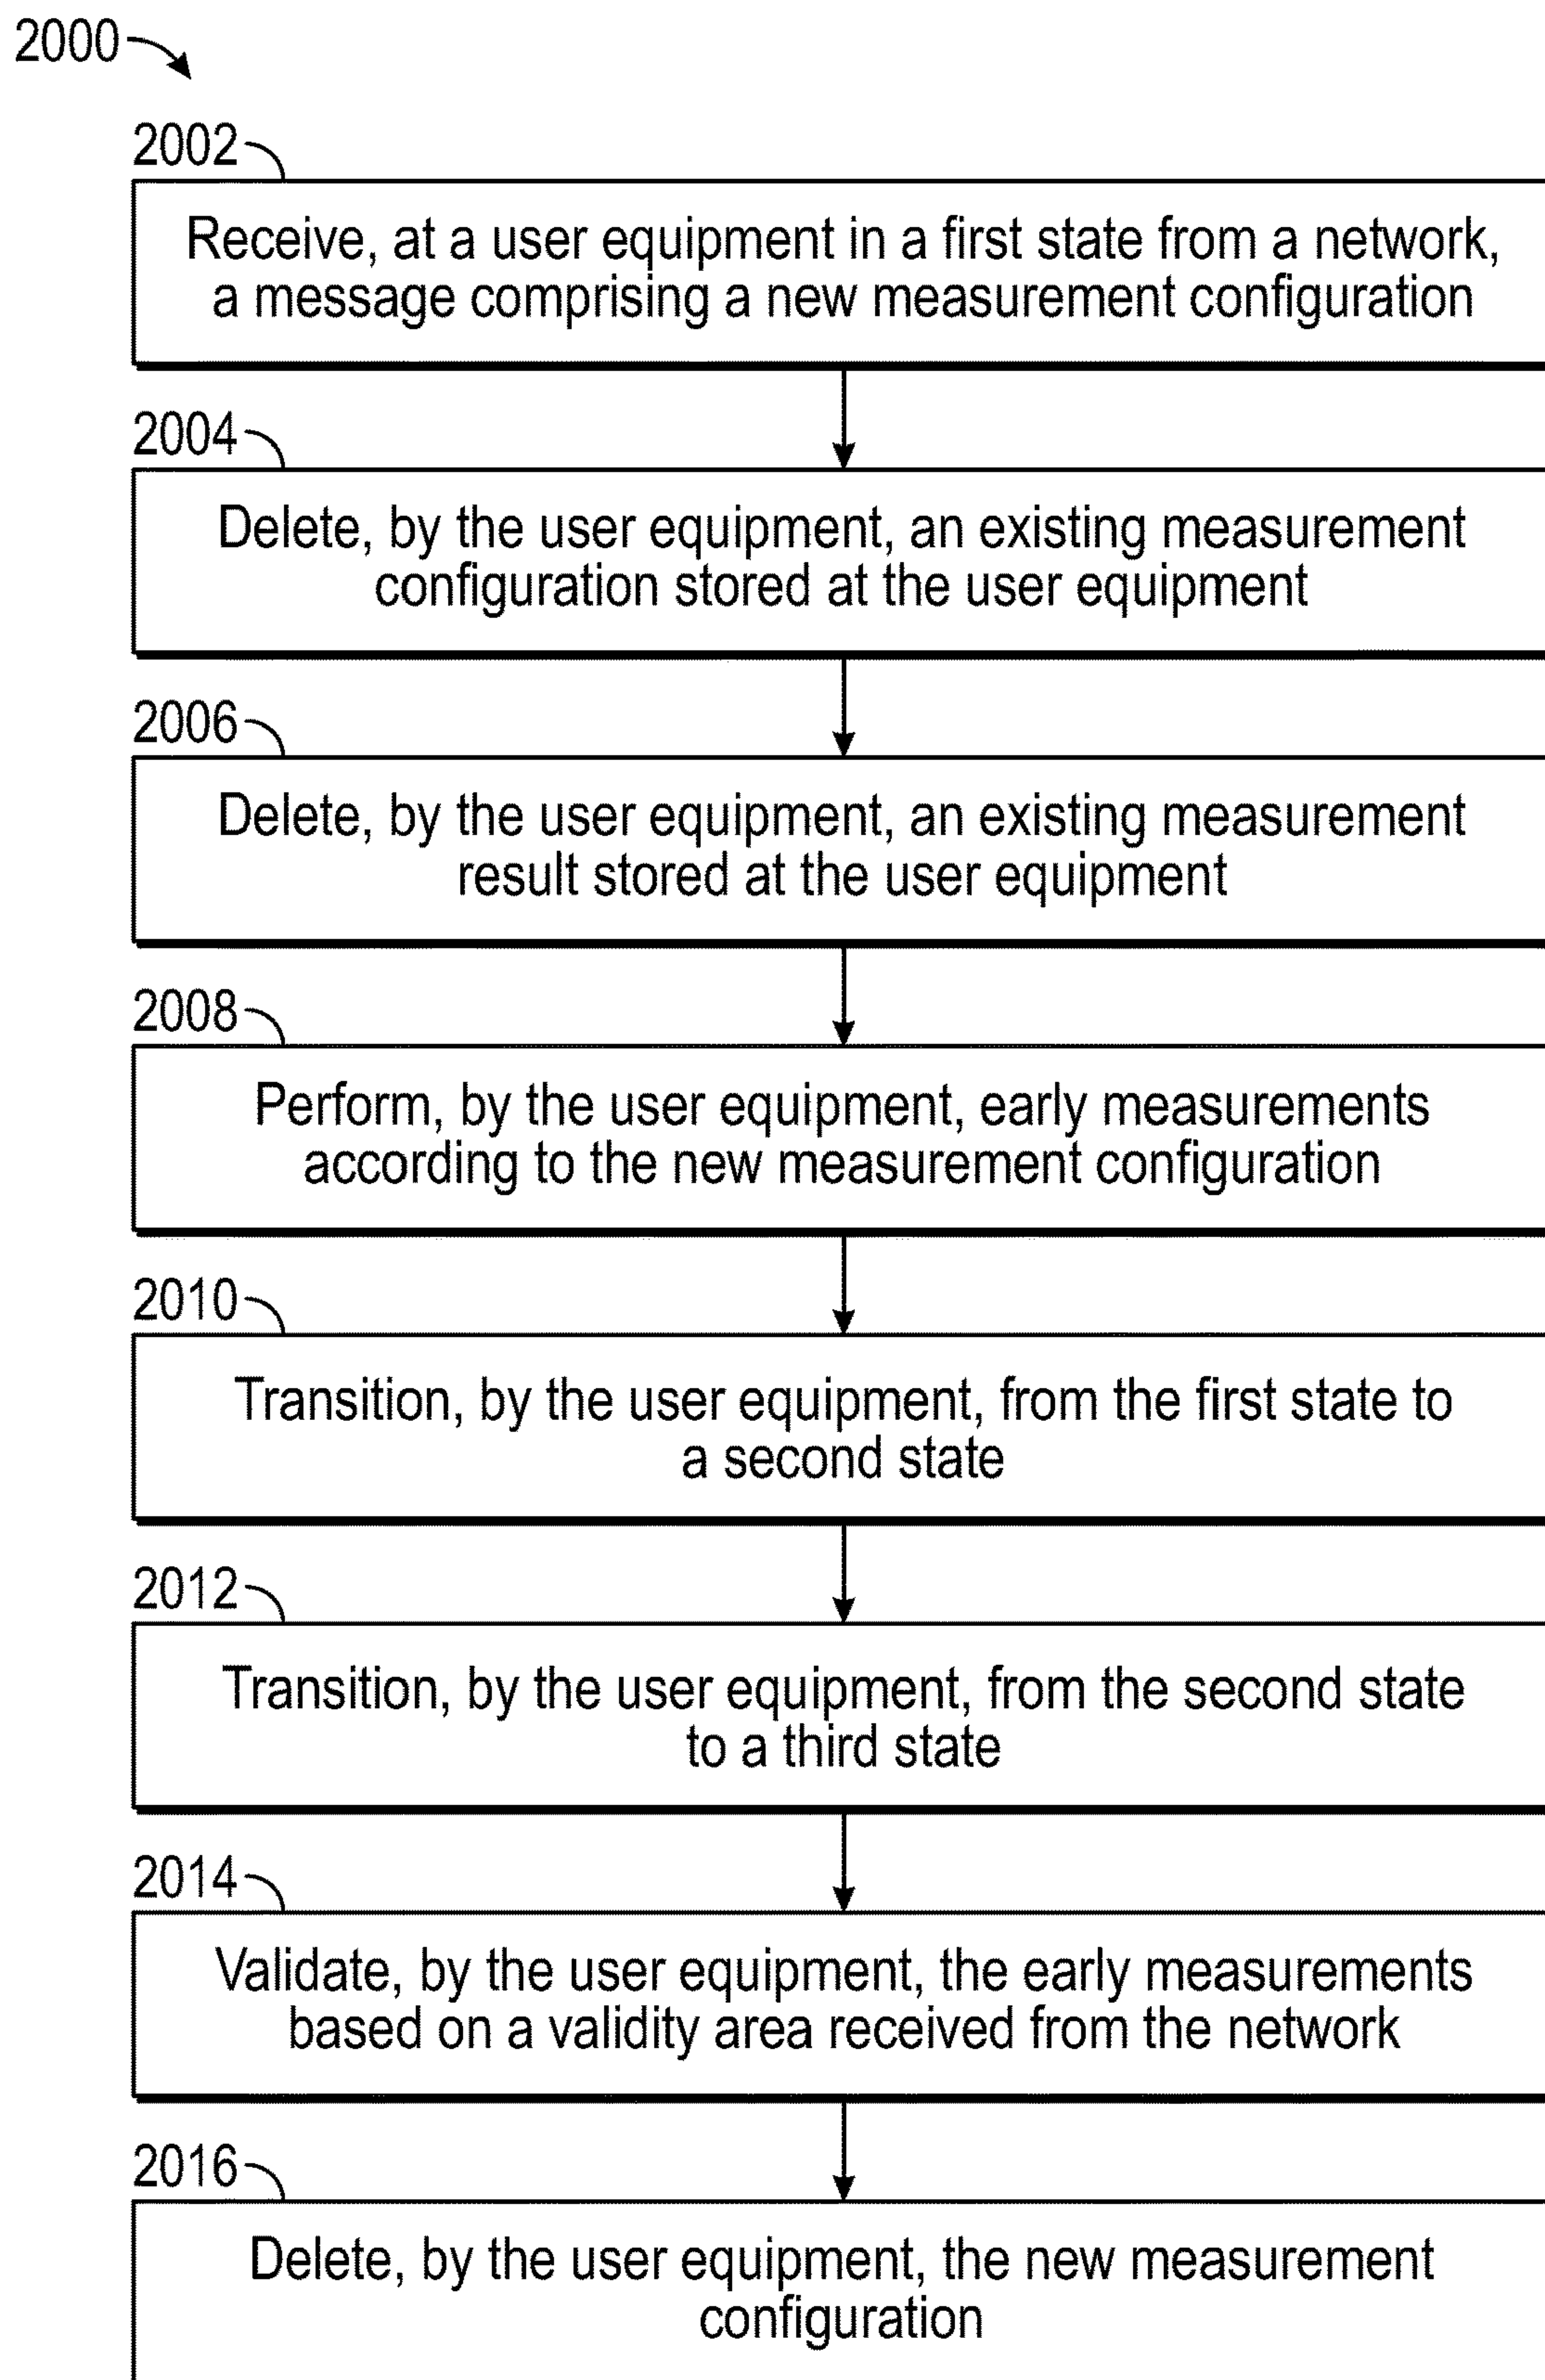 2000
2002
Receive, at a user equipment in a first state from a network,
a message comprising a new measurement configuration
2004
Delete, by the user equipment, an existing measurement
configuration stored at the user equipment
2006
Delete, by the user equipment, an existing measurement
result stored at the user equipment
2008
Perform, by the user equipment, early measurements
according to the new measurement configuration
2010
Transition, by the user equipment, from the first state to
a second state
2012
Transition, by the user equipment, from the second state
to a third state
2014
Validate, by the user equipment, the early measurements
based on a validity area received from the network
2016
Delete, by the user equipment, the new measurement
configuration